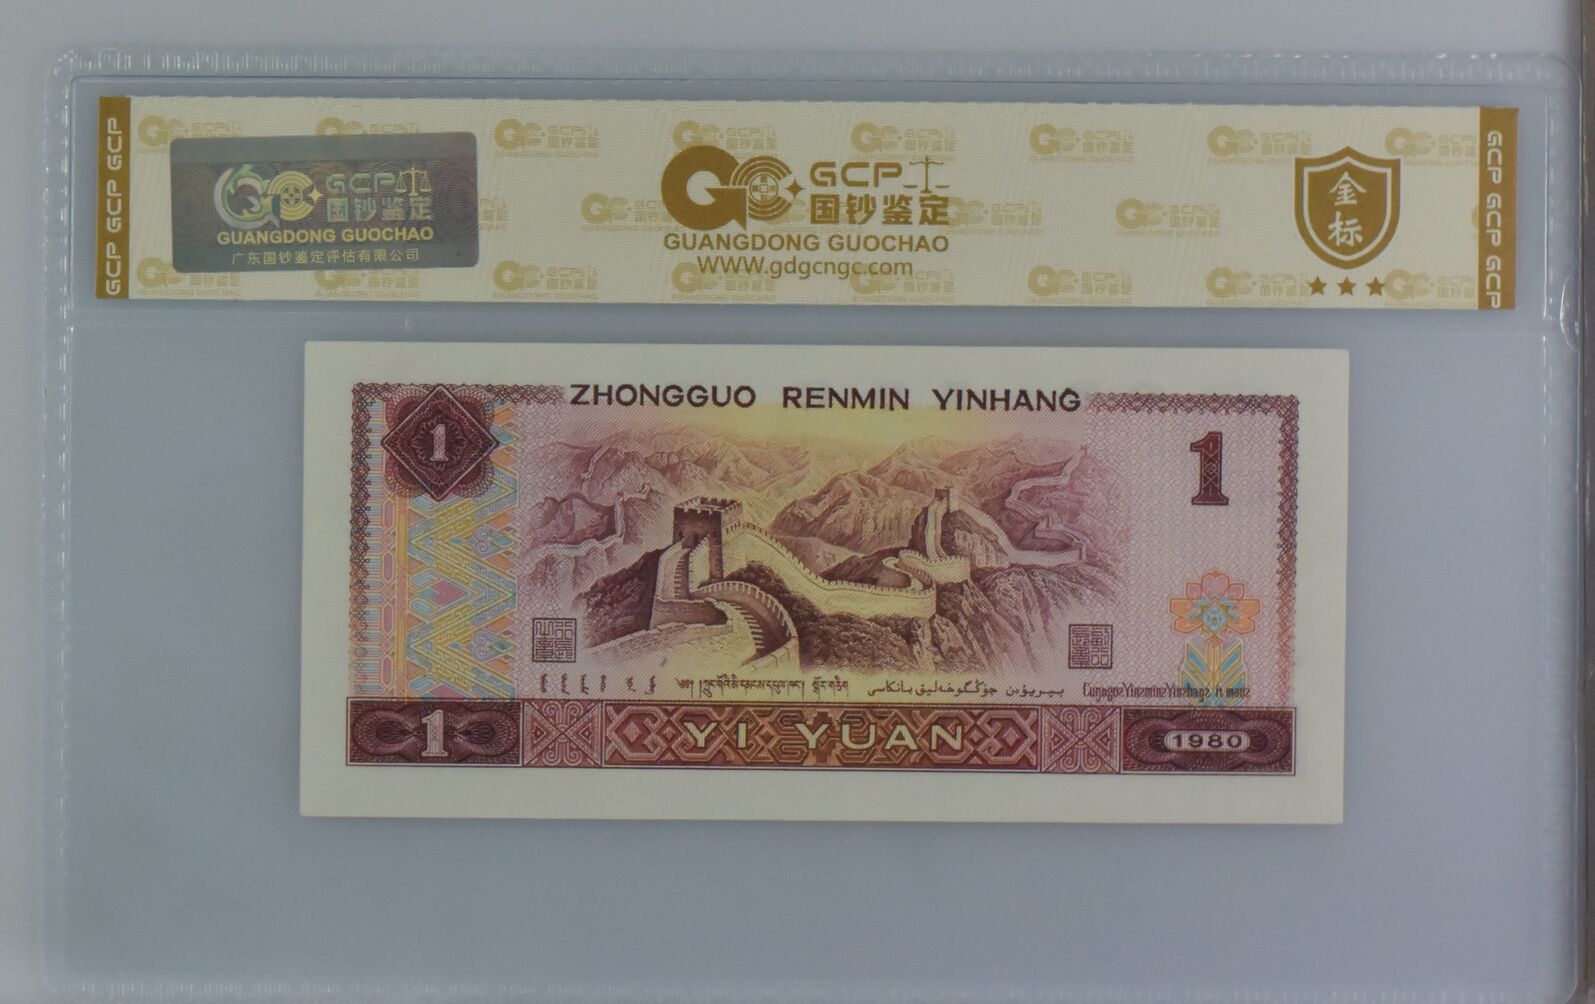 GCP GCP GCP
GCP
国钞鉴定
GUANGDONG GUOCHAO
广东国钞鉴定评估有限公司
GCP
国钞鉴定
GUANGDONG GUOCHAO
WWW.gdgcngc.com
金标
GCP GCP GCP
ZHONGGUO RENMIN YINHANG
1
1
1
YI YUAN
1980